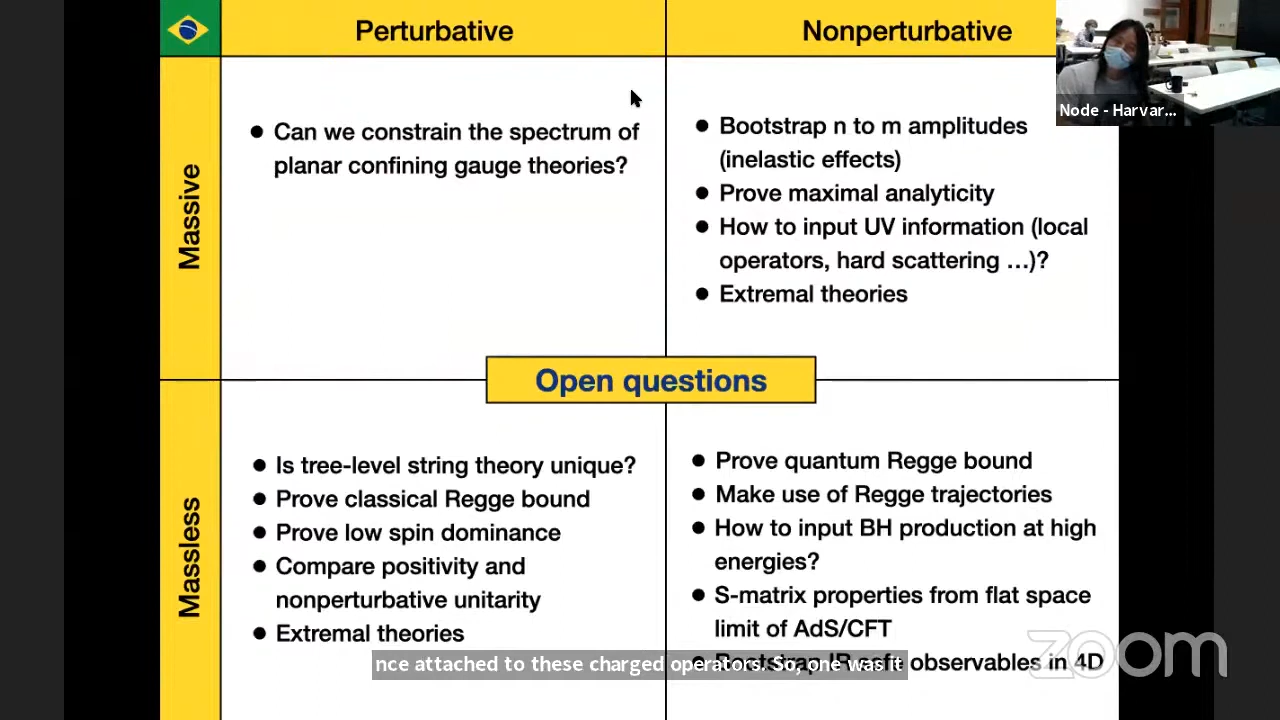 Perturbative
Nonperturbative
Node - Harvar...
Massive
● Can we constrain the spectrum of
planar confining gauge theories?
● Bootstrap n to m amplitudes
(inelastic effects)
● Prove maximal analyticity
● How to input UV information (local
operators, hard scattering ...)?
● Extremal theories
Open questions
Massless
● Is tree-level string theory unique?
● Prove classical Regge bound
● Prove low spin dominance
● Compare positivity and
nonperturbative unitarity
● Extremal theories
● Prove quantum Regge bound
● Make use of Regge trajectories
● How to input BH production at high
energies?
● S-matrix properties from flat space
limit of AdS/CFT
● Bootstrap IR safe observables in 4D
nce attached to these charged operators. So, one was it
zoom